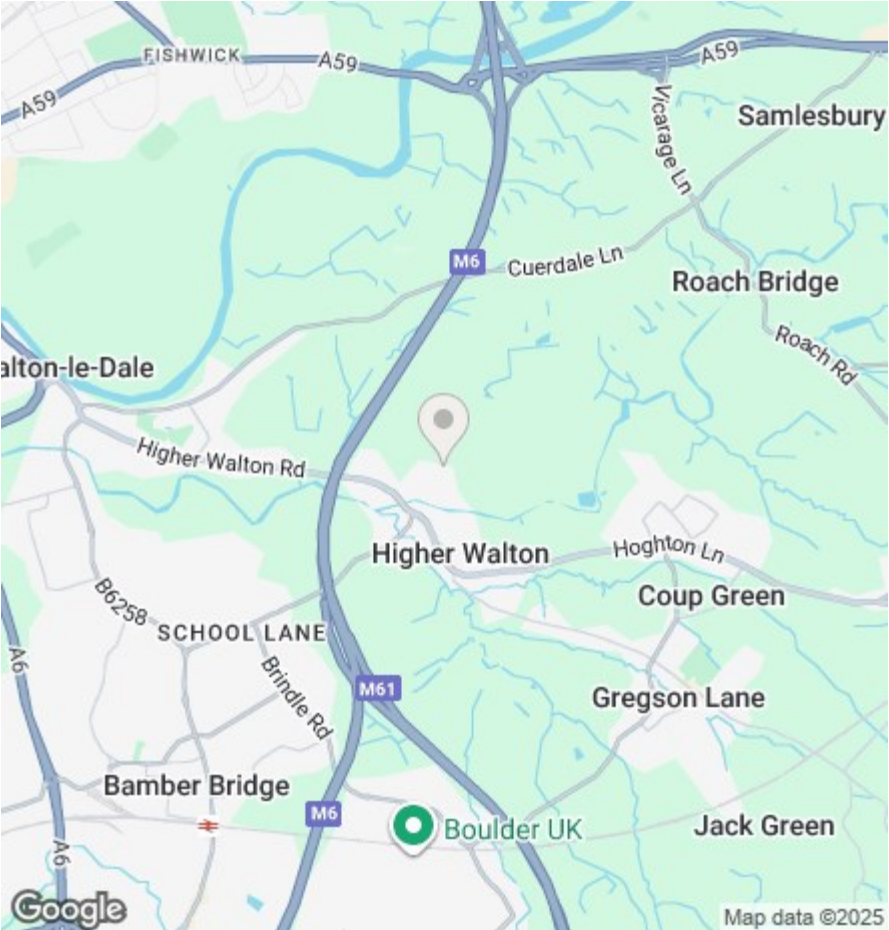 FISHWICK
A59
A59
A59
Vicarage Ln
Samlesbury
M6
Cuerdale Ln
Roach Bridge
Roach Rd
alton-le-Dale
Higher Walton Rd
Higher Walton
Hoghton Ln
Coup Green
B6258
SCHOOL LANE
A6
Brindle Rd
M61
Gregson Lane
Bamber Bridge
M6
Boulder UK
Jack Green
A6
Google
Map data ©2025